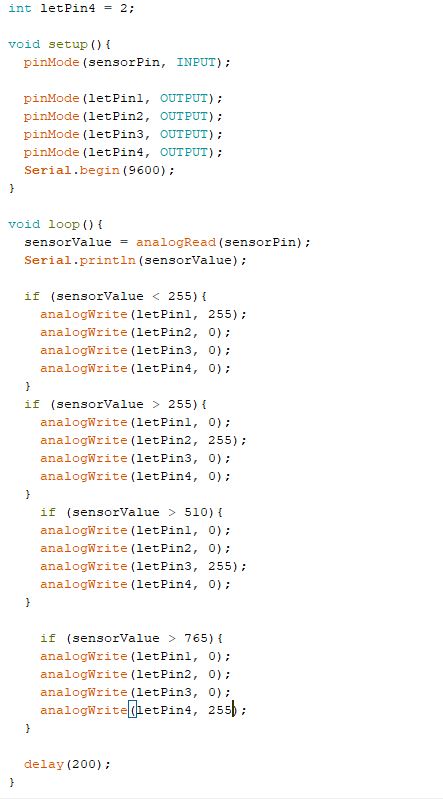 int letPin4 = 2;
void setup(){
pinMode(sensorPin, INPUT);
pinMode(letPin1, OUTPUT);
pinMode(letPin2, OUTPUT);
pinMode(letPin3, OUTPUT);
pinMode(letPin4, OUTPUT);
Serial.begin(9600);
}
void loop(){
sensorValue = analogRead(sensorPin);
Serial.println(sensorValue);
if (sensorValue < 255){
analogWrite(letPin1, 255);
analogWrite(letPin2, 0);
analogWrite(letPin3, 0);
analogWrite(letPin4, 0);
}
if (sensorValue > 255){
analogWrite(letPin1, 0);
analogWrite(letPin2, 255);
analogWrite(letPin3, 0);
analogWrite(letPin4, 0);
}
if (sensorValue > 510){
analogWrite(letPin1, 0);
analogWrite(letPin2, 0);
analogWrite(letPin3, 255);
analogWrite(letPin4, 0);
}
if (sensorValue > 765){
analogWrite(letPin1, 0);
analogWrite(letPin2, 0);
analogWrite(letPin3, 0);
analogWrite(letPin4, 255);
}
delay(200);
}